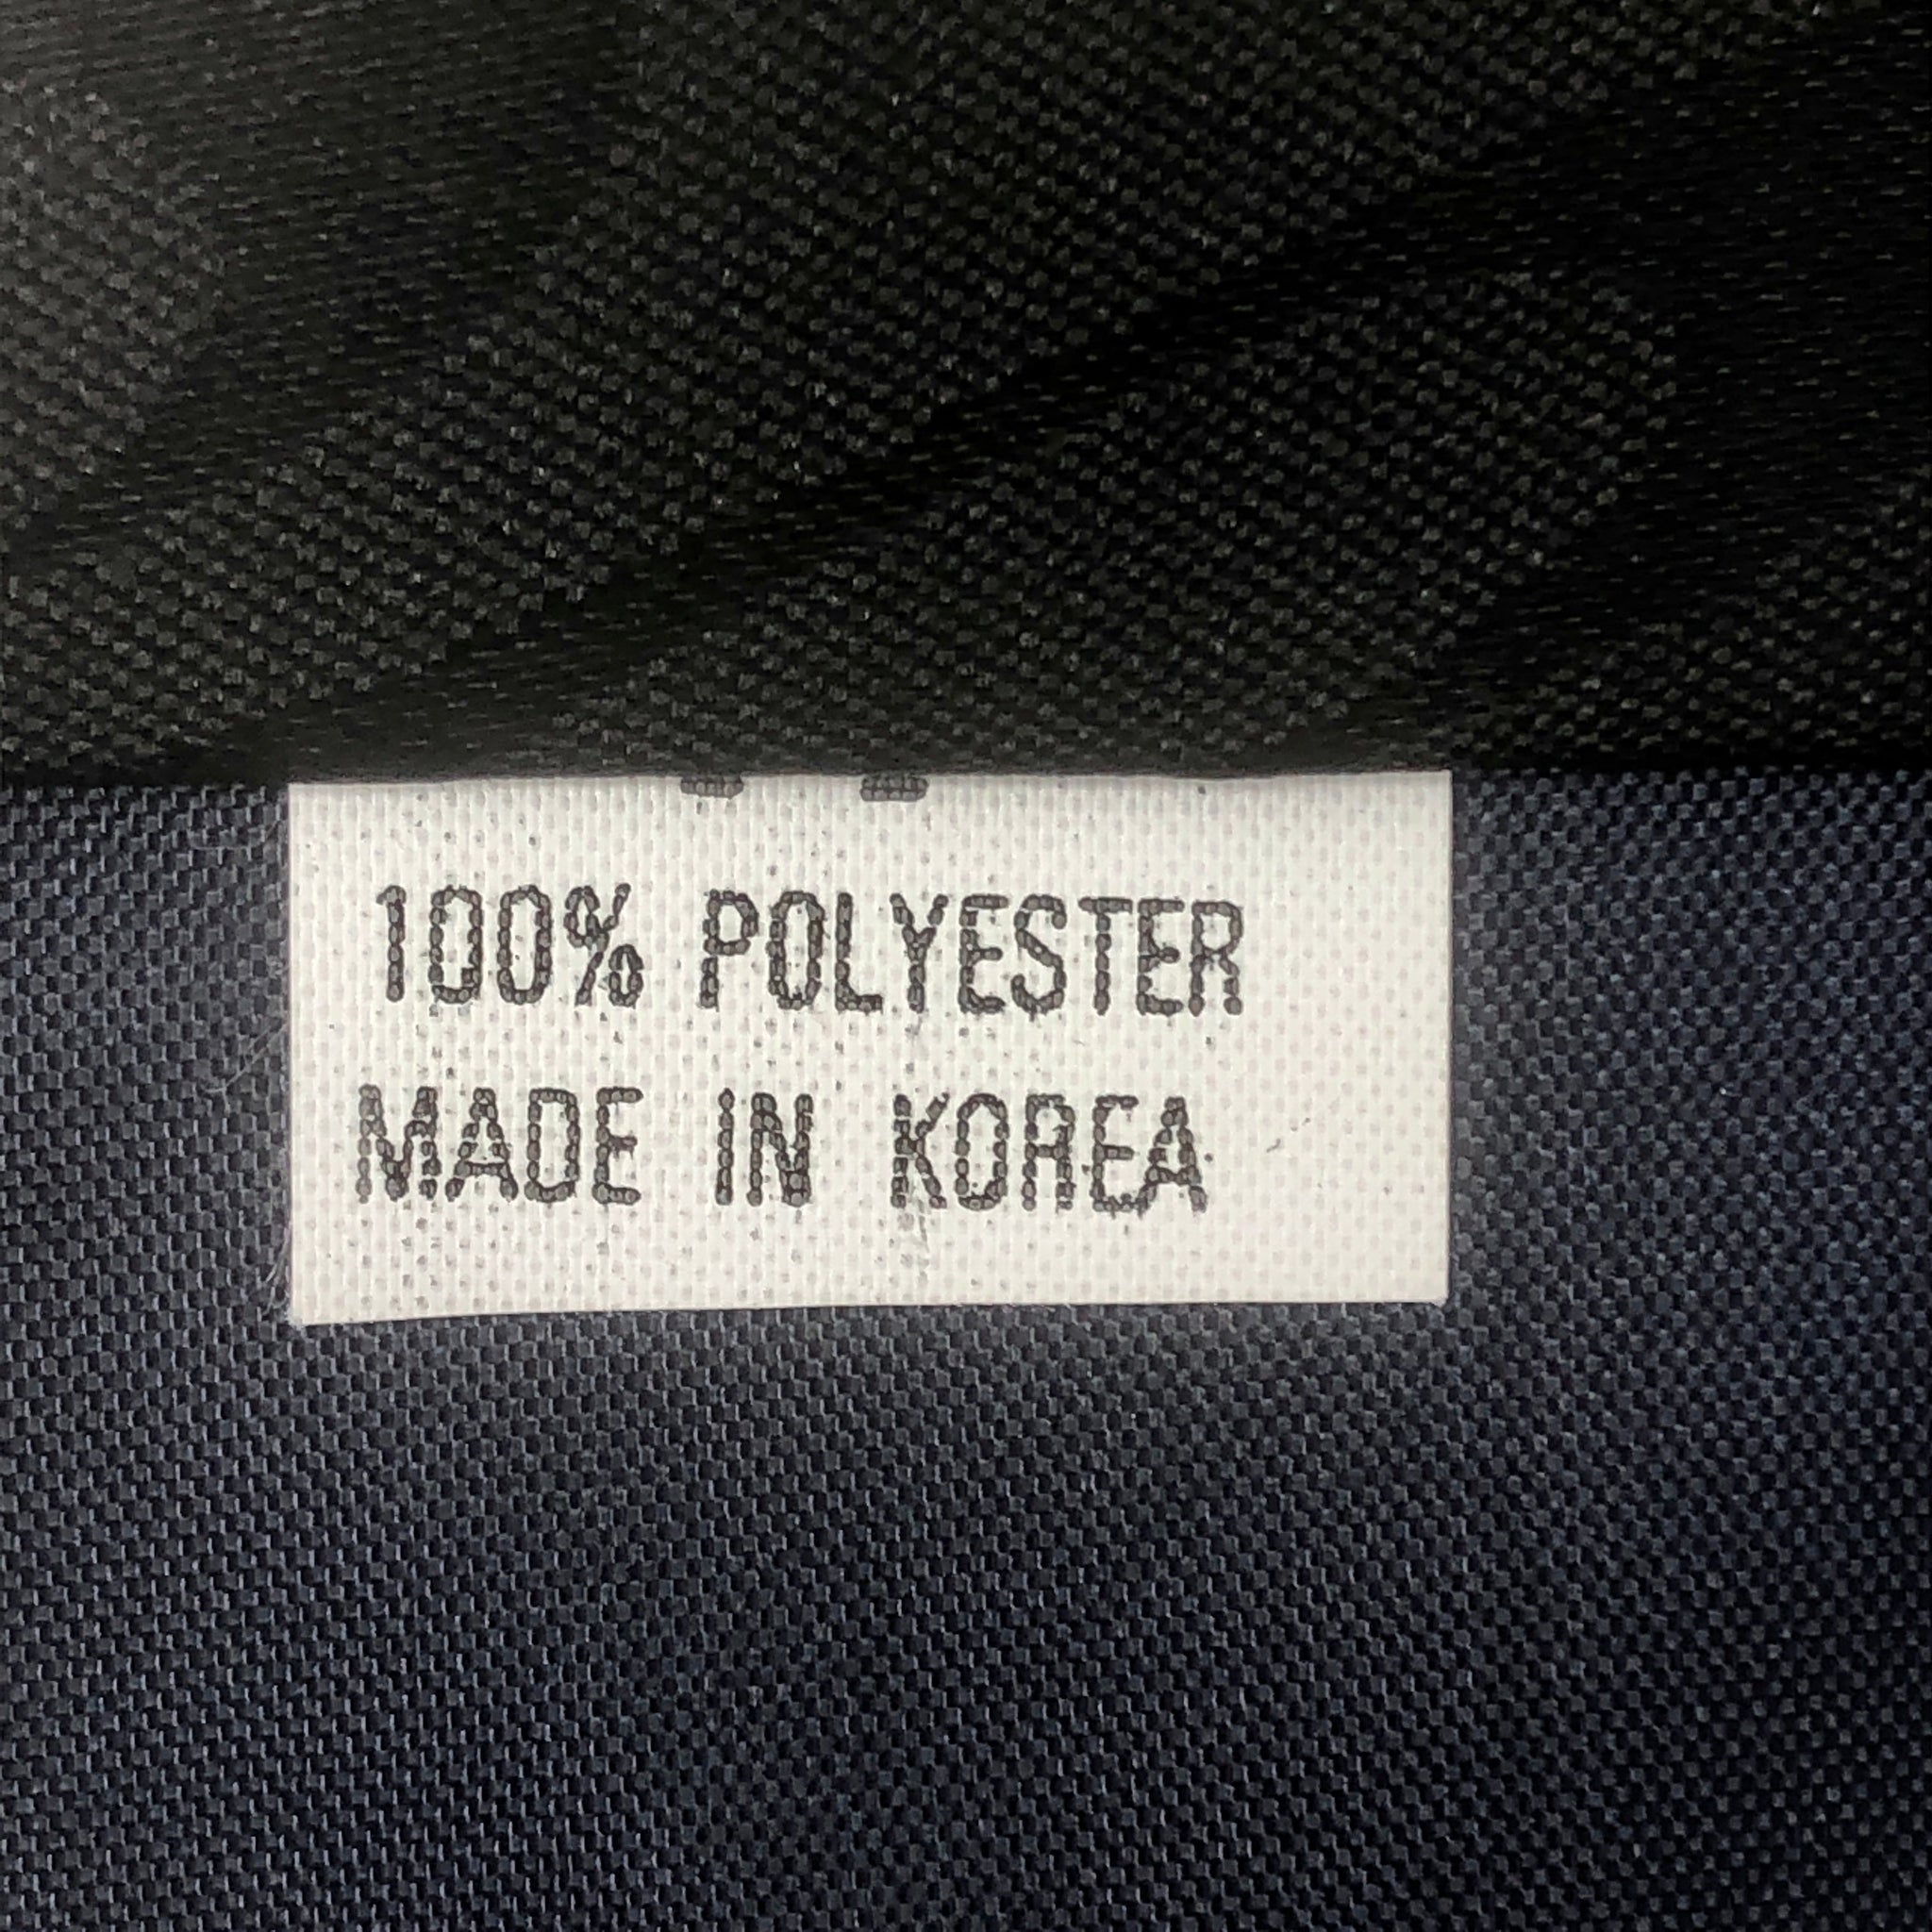 100% POLYESTER
MADE IN KOREA